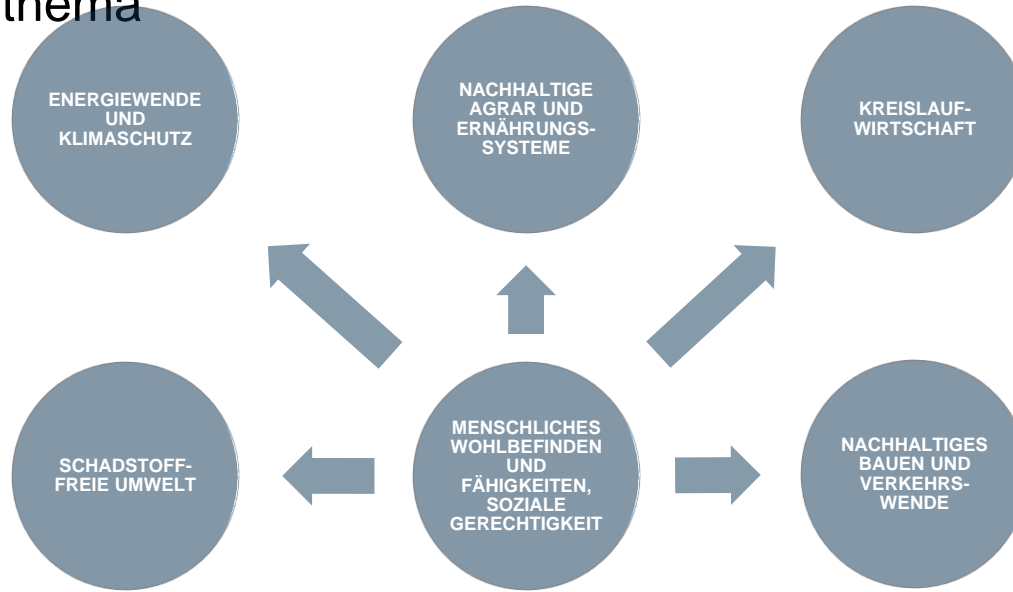 thema
ENERGIEWENDE
UND
KLIMASCHUTZ
NACHHALTIGE
AGRAR UND
ERNÄHRUNGS-
SYSTEME
KREISLAUF-
WIRTSCHAFT
SCHADSTOFF-
FREIE UMWELT
MENSCHLICHES
WOHLBEFINDEN
UND
FÄHIGKEITEN,
SOZIALE
GERECHTIGKEIT
NACHHALTIGES
BAUEN UND
VERKEHRS-
WENDE